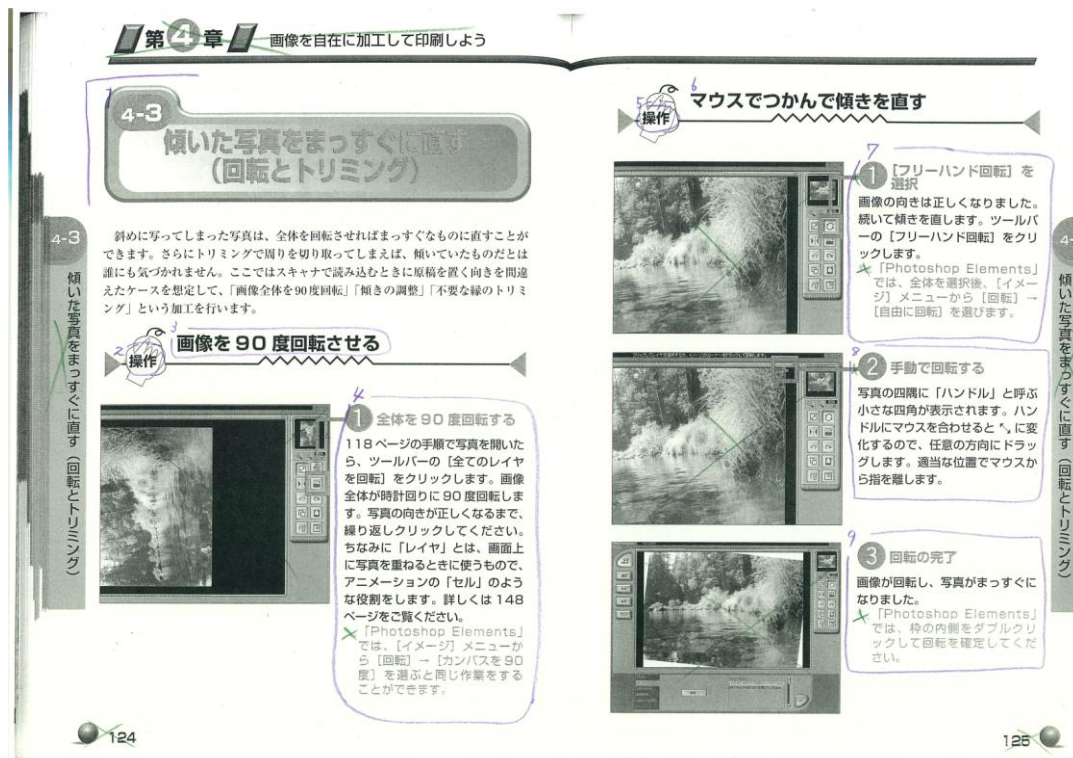 第4章 画像を自在に加工して印刷しよう
4-3
傾いた写真をまっすぐに直す
(回転とトリミング)
4-3
傾いた写真をまっすぐに直す(回転とトリミング)
斜めに写ってしまった写真は、全体を回転させればまっすぐなものに直すことが
できます。さらにトリミングで周りを切り取ってしまえば、傾いていたものだとは
誰にも気づかれません。ここではスキャナで読み込むときに原稿を置く向きを間違
えたケースを想定して、「画像全体を90度回転」「傾きの調整」「不要な縁のトリミ
ング」という加工を行います。
1
2
操作
3
画像を90度回転させる
4
1 全体を90度回転する
118ページの手順で写真を開いた
ら、ツールバーの［全てのレイヤ
を回転］をクリックします。画像
全体が時計回りに90度回転しま
す。写真の向きが正しくなるまで、
繰り返しクリックしてください。
ちなみに「レイヤ」とは、画面上
に写真を重ねるときに使うもので、
アニメーションの「セル」のよう
な役割をします。詳しくは148
ページをご覧ください。
「Photoshop Elements」
では、［イメージ］メニューか
ら［回転］→［カンバスを90
度］を選ぶと同じ作業をする
ことができます。
124
5
操作
6
マウスでつかんで傾きを直す
7
1 ［フリーハンド回転］を
選択
画像の向きは正しくなりました。
続いて傾きを直します。ツールバ
ーの［フリーハンド回転］をクリ
ックします。
「Photoshop Elements」
では、全体を選択後、［イメー
ジ］メニューから［回転］→
［自由に回転］を選びます。
8
2 手動で回転する
写真の四隅に「ハンドル」と呼ぶ
小さな四角が表示されます。ハン
ドルにマウスを合わせると⤡に変
化するので、任意の方向にドラッ
グします。適当な位置でマウスか
ら指を離します。
9
3 回転の完了
画像が回転し、写真がまっすぐに
なりました。
「Photoshop Elements」
では、枠の内側をダブルクリ
ックして回転を確定してくだ
さい。
4-
傾いた写真をまっすぐに直す(回転とトリミング)
125